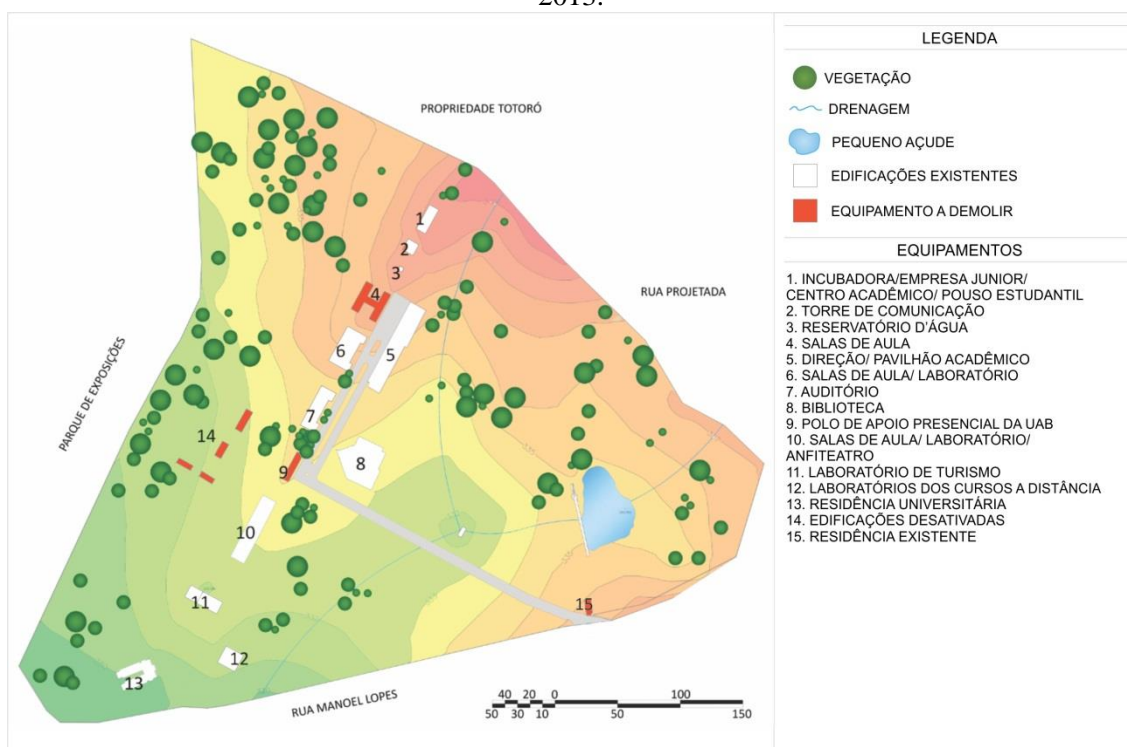 2013.
PROPRIEDADE TOTORÓ
RUA PROJETADA
PARQUE DE EXPOSIÇÕES
RUA MANOEL LOPES
1
2
3
4
5
6
7
8
9
10
11
12
13
14
15
40 20 0 100
50 30 10 50 150
LEGENDA
VEGETAÇÃO
DRENAGEM
PEQUENO AÇUDE
EDIFICAÇÕES EXISTENTES
EQUIPAMENTO A DEMOLIR
EQUIPAMENTOS
1. INCUBADORA/EMPRESA JUNIOR/
CENTRO ACADÊMICO/ POUSO ESTUDANTIL
2. TORRE DE COMUNICAÇÃO
3. RESERVATÓRIO D'ÁGUA
4. SALAS DE AULA
5. DIREÇÃO/ PAVILHÃO ACADÊMICO
6. SALAS DE AULA/ LABORATÓRIO
7. AUDITÓRIO
8. BIBLIOTECA
9. POLO DE APOIO PRESENCIAL DA UAB
10. SALAS DE AULA/ LABORATÓRIO/
ANFITEATRO
11. LABORATÓRIO DE TURISMO
12. LABORATÓRIOS DOS CURSOS A DISTÂNCIA
13. RESIDÊNCIA UNIVERSITÁRIA
14. EDIFICAÇÕES DESATIVADAS
15. RESIDÊNCIA EXISTENTE